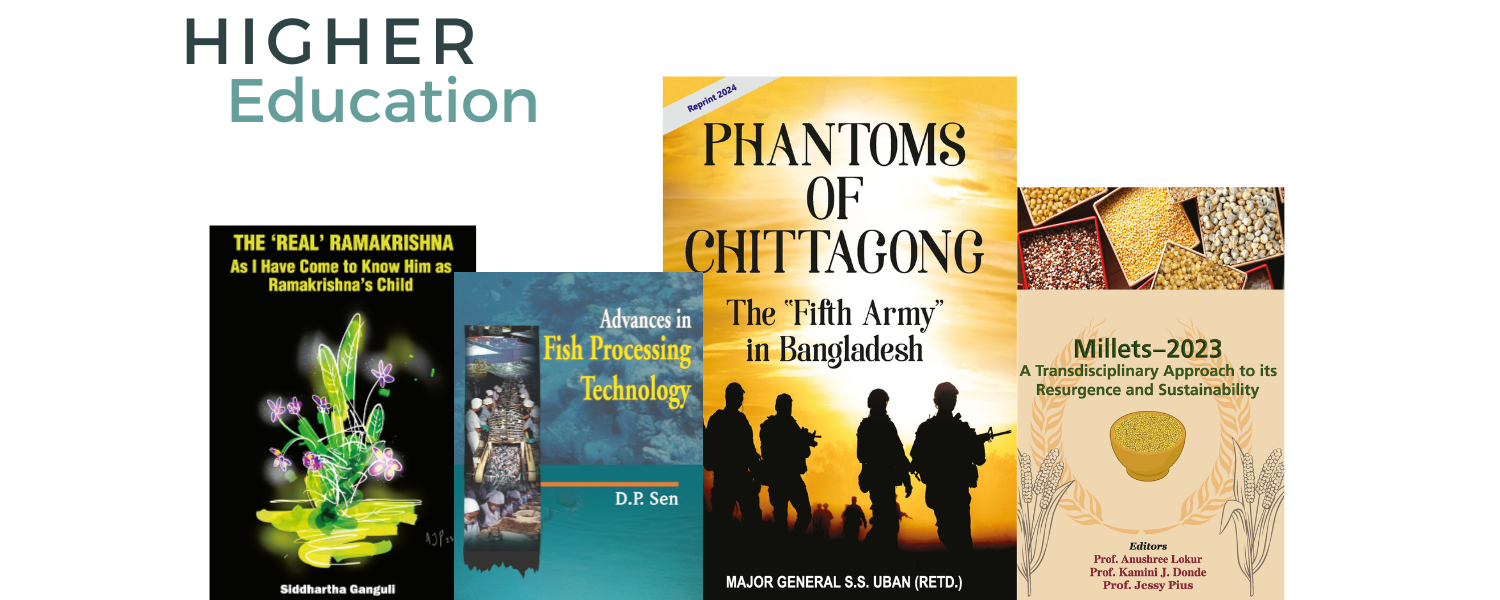 HIGHER
Education
THE ‘REAL’ RAMAKRISHNA
As I Have Come to Know Him as
Ramakrishna’s Child
Siddhartha Ganguli
Advances in
Fish Processing
Technology
D.P. Sen
Reprint 2024
PHANTOMS
OF
CHITTAGONG
The “Fifth Army”
in Bangladesh
MAJOR GENERAL S.S. UBAN (RETD.)
Millets–2023
A Transdisciplinary Approach to its
Resurgence and Sustainability
Editors
Prof. Anushree Lokur
Prof. Kamini J. Donde
Prof. Jessy Pius